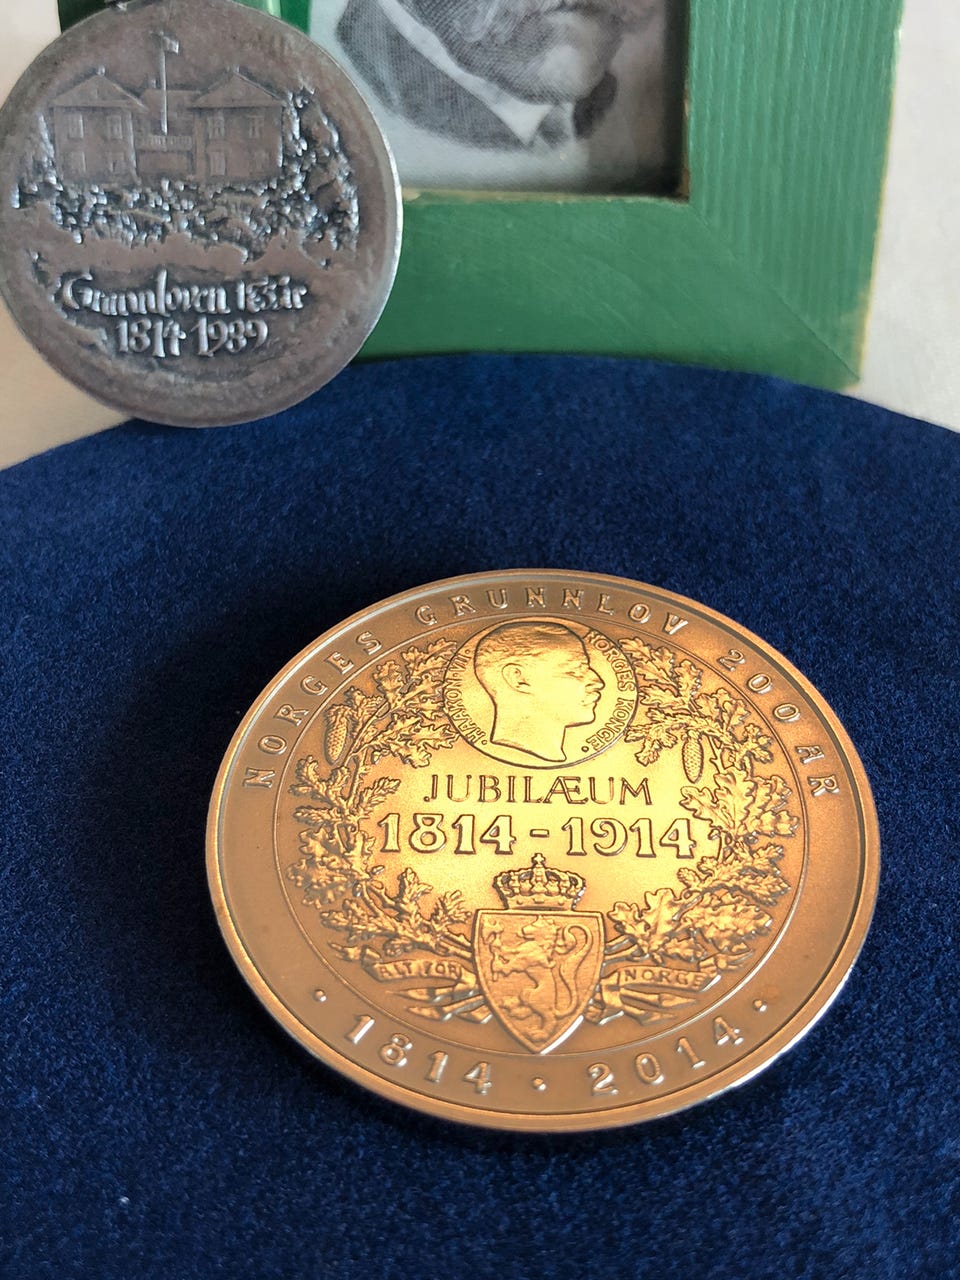 Grunnloven 175 år
1814 1989
NORGES GRUNNLOV 200 ÅR
HAAKON·VII· NORGES KONGE·
JUBILÆUM
1814-1914
ALT FOR NORGE
· 1814 · 2014 ·